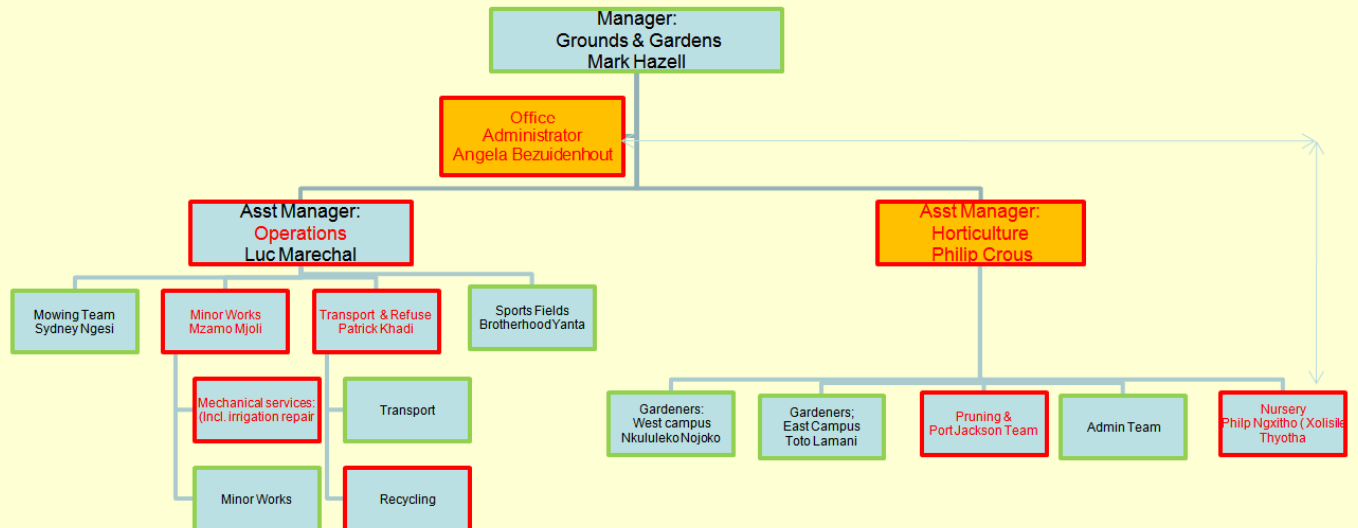 Manager:
Grounds & Gardens
Mark Hazell
Office
Administrator
Angela Bezuidenhout
Asst Manager:
Operations
Luc Marechal
Asst Manager:
Horticulture
Philip Crous
Mowing Team
Sydney Ngesi
Minor Works
Mzamo Mjoli
Transport & Refuse
Patrick Khadi
Sports Fields
Brotherhood Yanta
Mechanical services:
(Incl. irrigation repair
Transport
Minor Works
Recycling
Gardeners:
West campus
Nkululeko Nojoko
Gardeners;
East Campus
Toto Lamani
Pruning &
Port Jackson Team
Admin Team
Nursery
Philp Ngxitho ( Xolisile
Thyotha